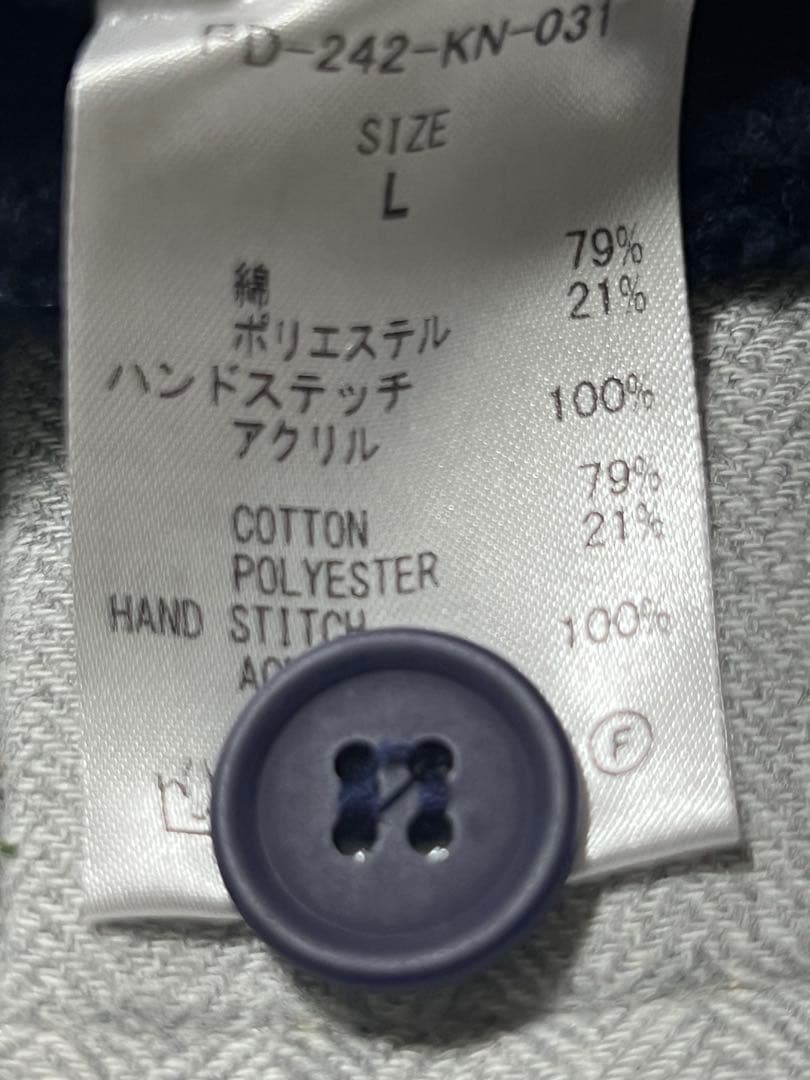 FD-242-KN-031
SIZE
L
綿 79%
ポリエステル 21%
ハンドステッチ
アクリル 100%
COTTON 79%
POLYESTER 21%
HAND STITCH
100%
F